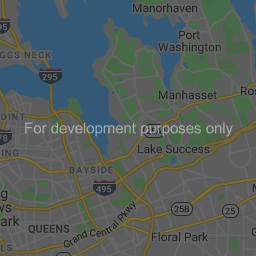 Manorhaven
Port
Washington
GGS NECK
295
Manhasset
For development purposes only
Lake Success
BAYSIDE
495
25B
25
QUEENS
Grand Central Pkwy
Floral Park